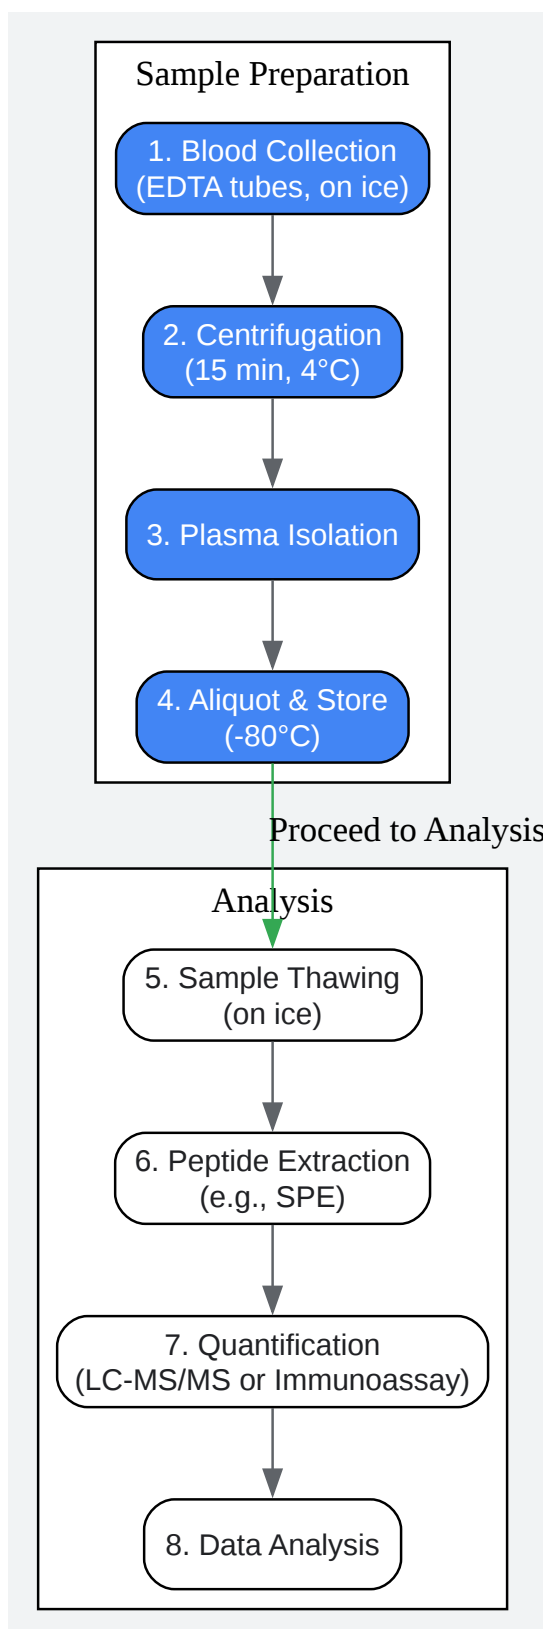 Sample Preparation
1. Blood Collection
(EDTA tubes, on ice)
2. Centrifugation
(15 min, 4°C)
3. Plasma Isolation
4. Aliquot & Store
(-80°C)
Proceed to Analysis
Analysis
5. Sample Thawing
(on ice)
6. Peptide Extraction
(e.g., SPE)
7. Quantification
(LC-MS/MS or Immunoassay)
8. Data Analysis